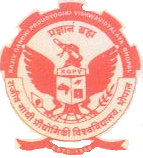 RAJIV GANDHI PROUDYOGIKI VISHWAVIDYALAYA, BHOPAL
प्रज्ञानं ब्रह्म
RGPV
राजीव गांधी प्रौद्योगिकी विश्वविद्यालय, भोपाल